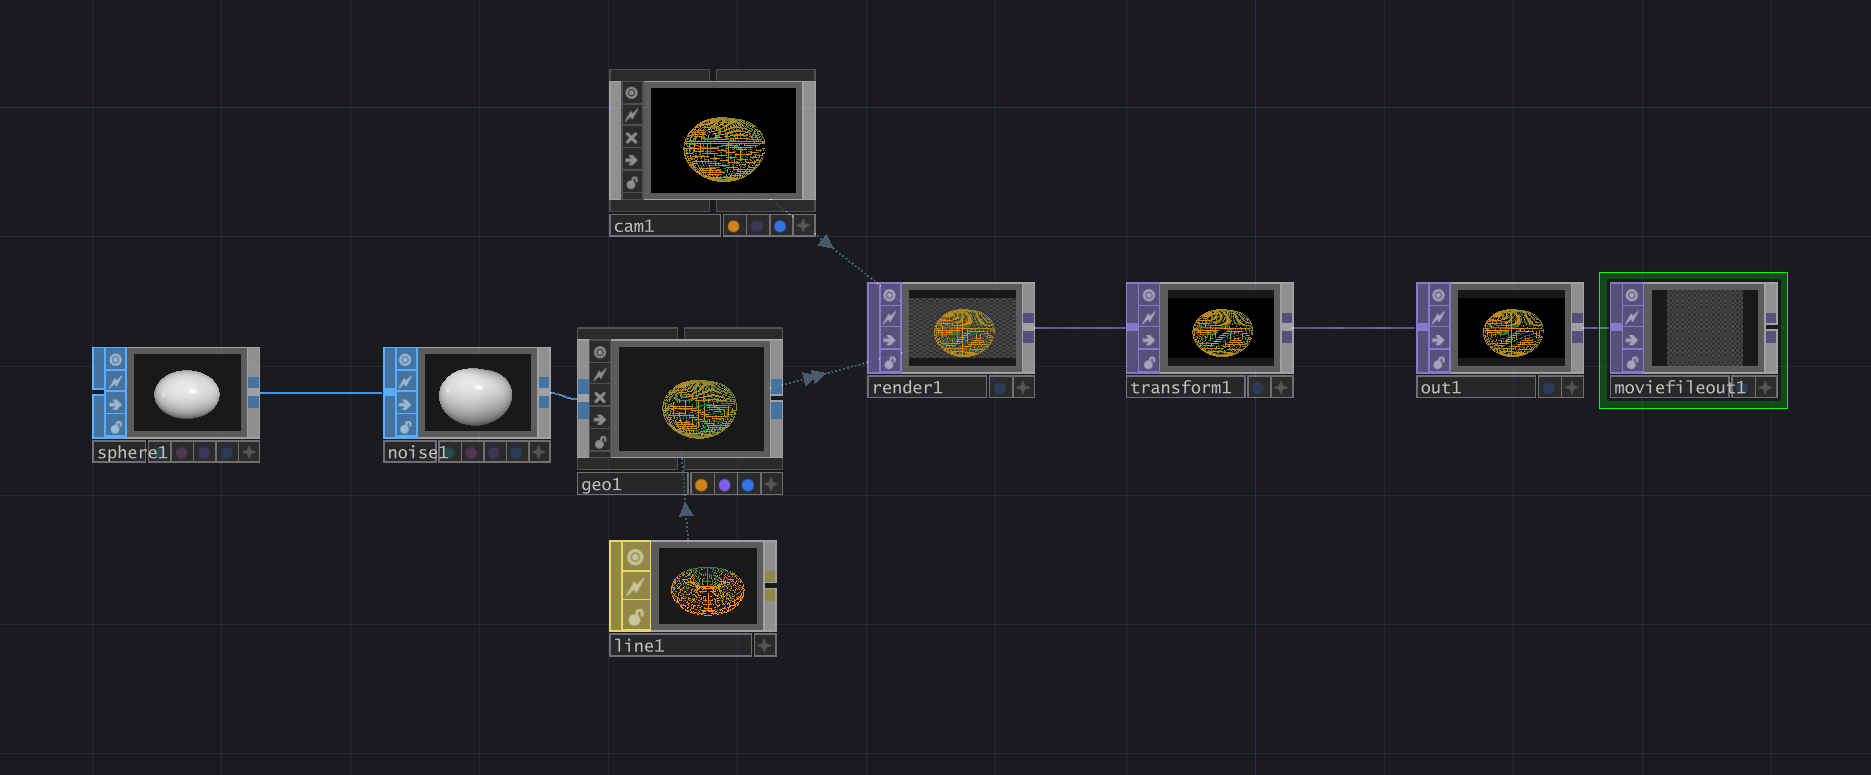 cam1
render1
transform1
out1
moviefileout1
sphere1
noise1
geo1
line1